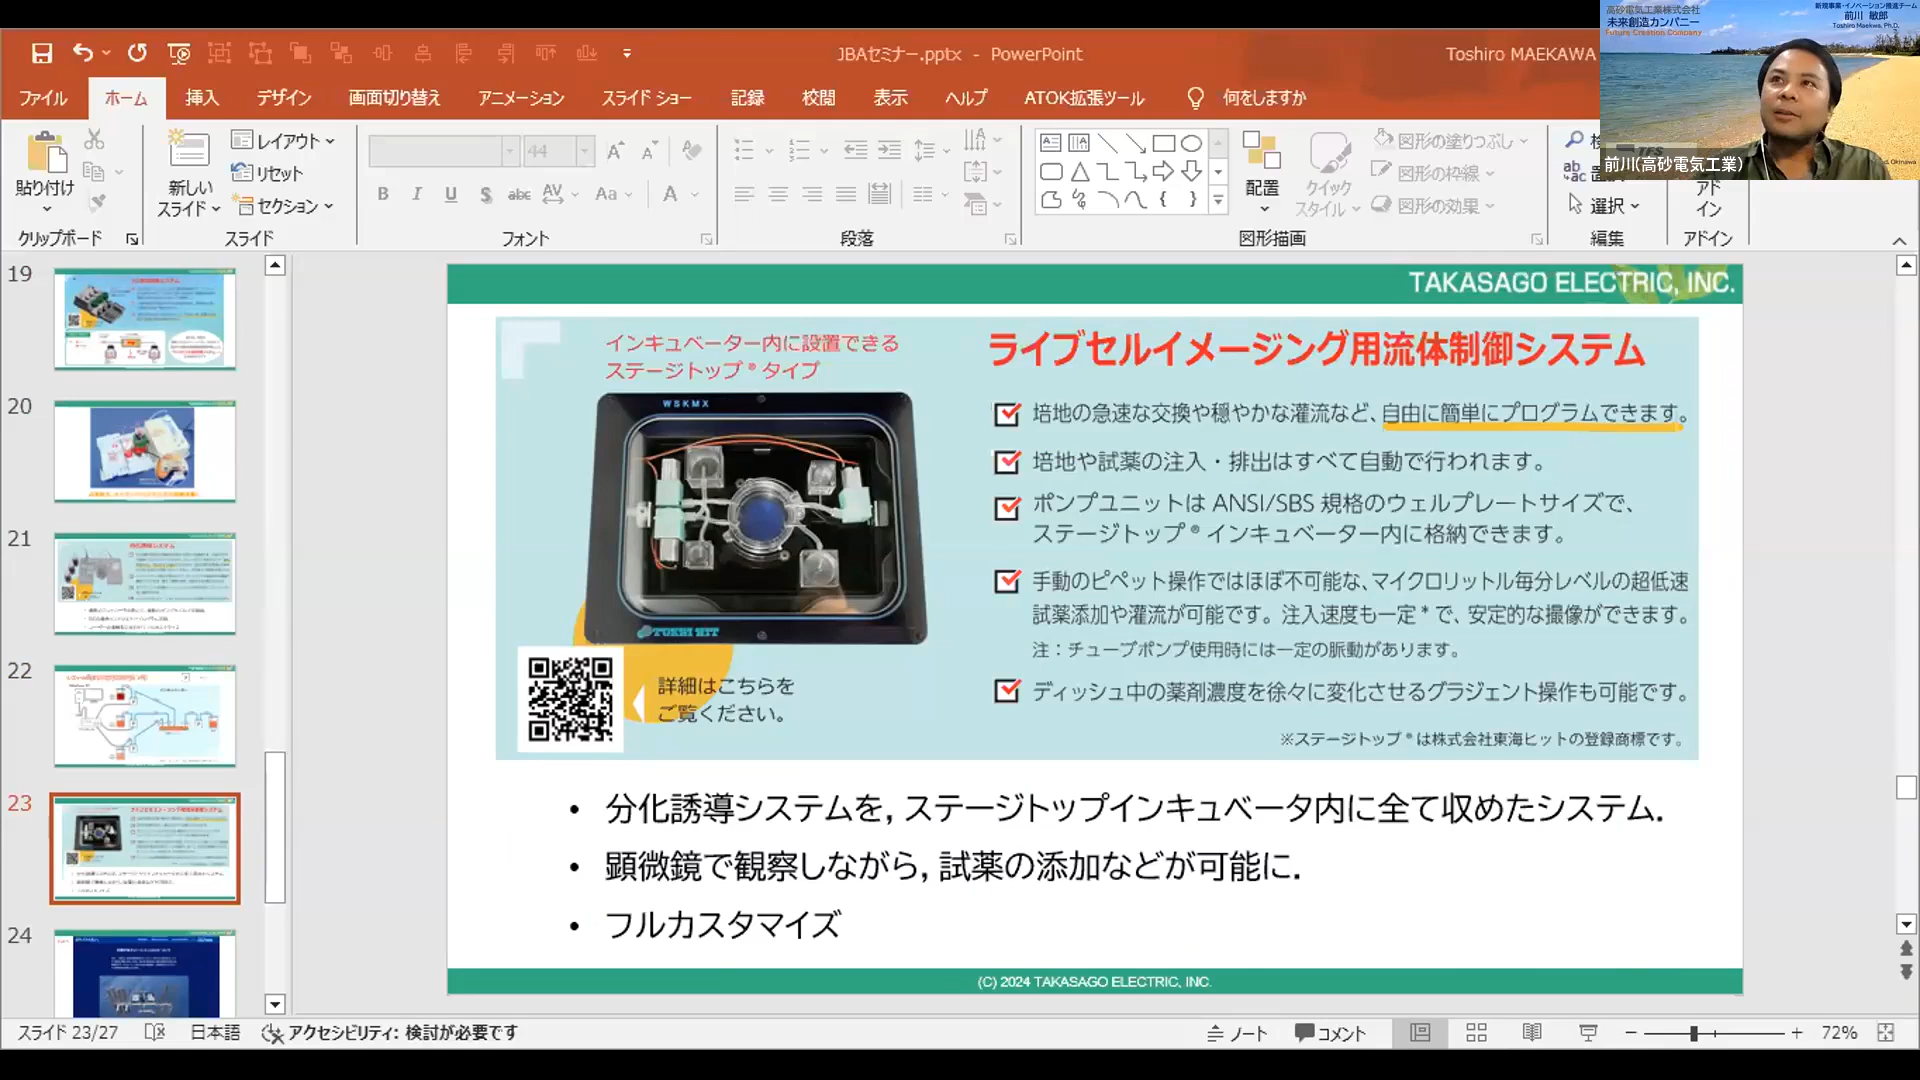 高砂電気工業株式会社
未来創造カンパニー
Future Creation Company
新規事業・イノベーション推進チーム
前川 敏郎
Toshiro Maekawa, Ph.D.
前川(高砂電気工業)
JBAセミナー.pptx - PowerPoint
Toshiro MAEKAWA
ファイル ホーム 挿入 デザイン 画面切り替え アニメーション スライド ショー 記録 校閲 表示 ヘルプ ATOK拡張ツール 何をしますか
貼り付け
新しい
スライド
レイアウト
リセット
セクション
44
配置
クイック
スタイル
図形の塗りつぶし
図形の枠線
図形の効果
選択
アド
イン
クリップボード スライド フォント 段落 図形描画 編集 アドイン
19
20
21
22
23
24
TAKASAGO ELECTRIC, INC.
インキュベーター内に設置できる
ステージトップ®タイプ
WSKMX
TOKAI HIT
詳細はこちらを
ご覧ください。
ライブセルイメージング用流体制御システム
培地の急速な交換や穏やかな灌流など、自由に簡単にプログラムできます。
培地や試薬の注入・排出はすべて自動で行われます。
ポンプユニットは ANSI/SBS 規格のウェルプレートサイズで、
ステージトップ®インキュベーター内に格納できます。
手動のピペット操作ではほぼ不可能な、マイクロリットル毎分レベルの超低速
試薬添加や灌流が可能です。注入速度も一定*で、安定的な撮像ができます。
注：チューブポンプ使用時には一定の脈動があります。
ディッシュ中の薬剤濃度を徐々に変化させるグラジェント操作も可能です。
※ステージトップ®は株式会社東海ヒットの登録商標です。
• 分化誘導システムを, ステージトップインキュベータ内に全て収めたシステム.
• 顕微鏡で観察しながら, 試薬の添加などが可能に.
• フルカスタマイズ
(C) 2024 TAKASAGO ELECTRIC, INC.
スライド 23/27 日本語 アクセシビリティ: 検討が必要です ノート コメント 72%